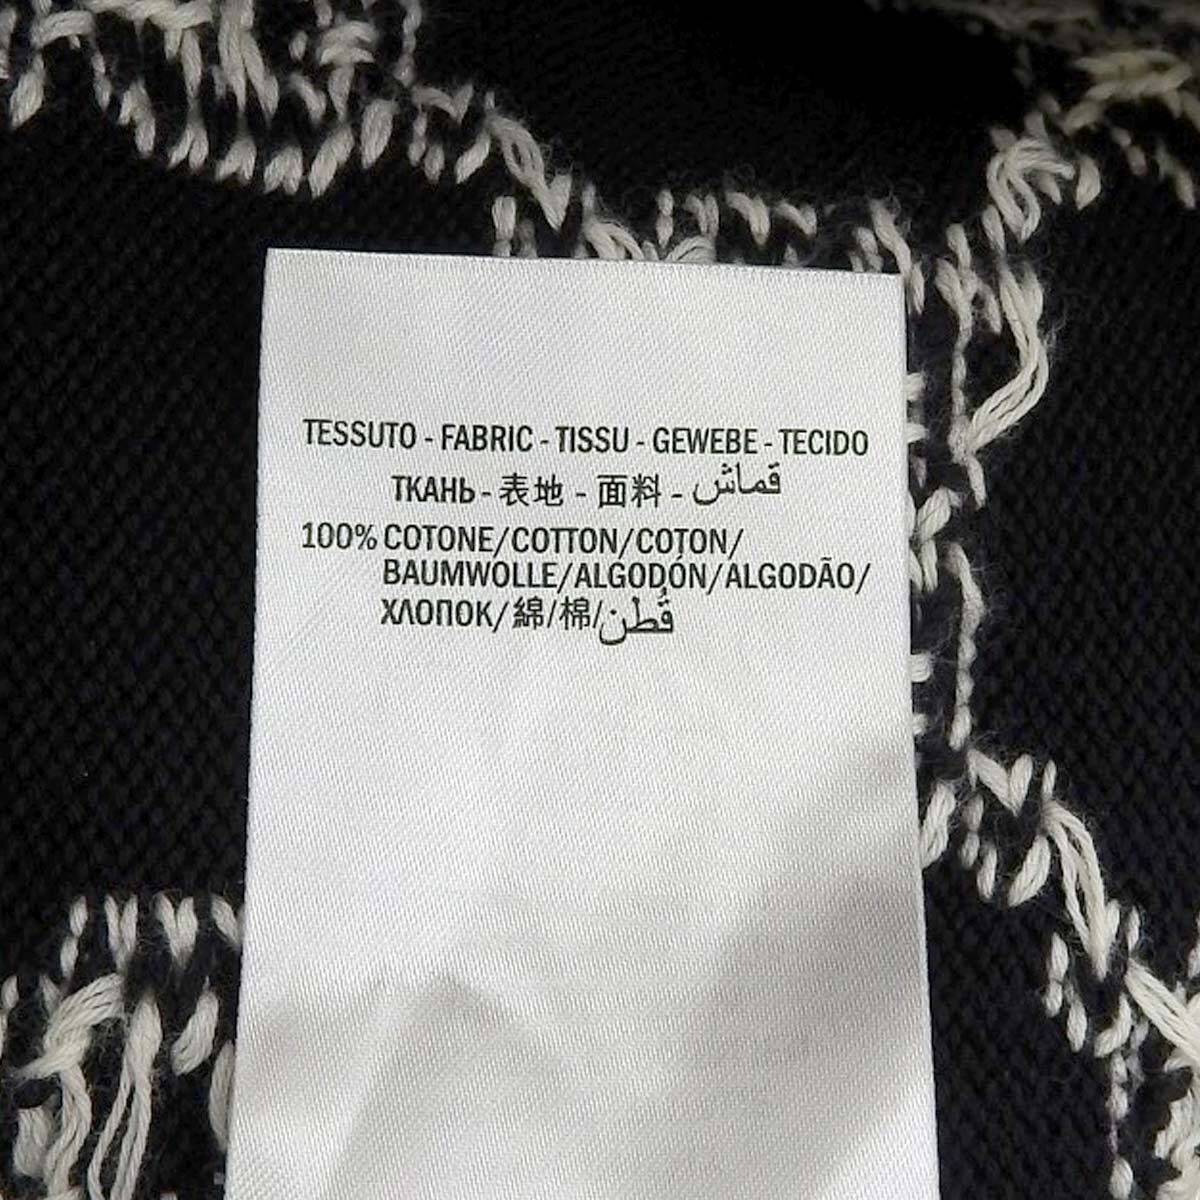 TESSUTO - FABRIC - TISSU - GEWEBE - TECIDO
ТКАНЬ - 表地 - 面料 - قماش
100% COTONE/COTTON/COTON/
BAUMWOLLE/ALGODÓN/ALGODÃO/
ХЛОПОК/綿/棉/قُطن